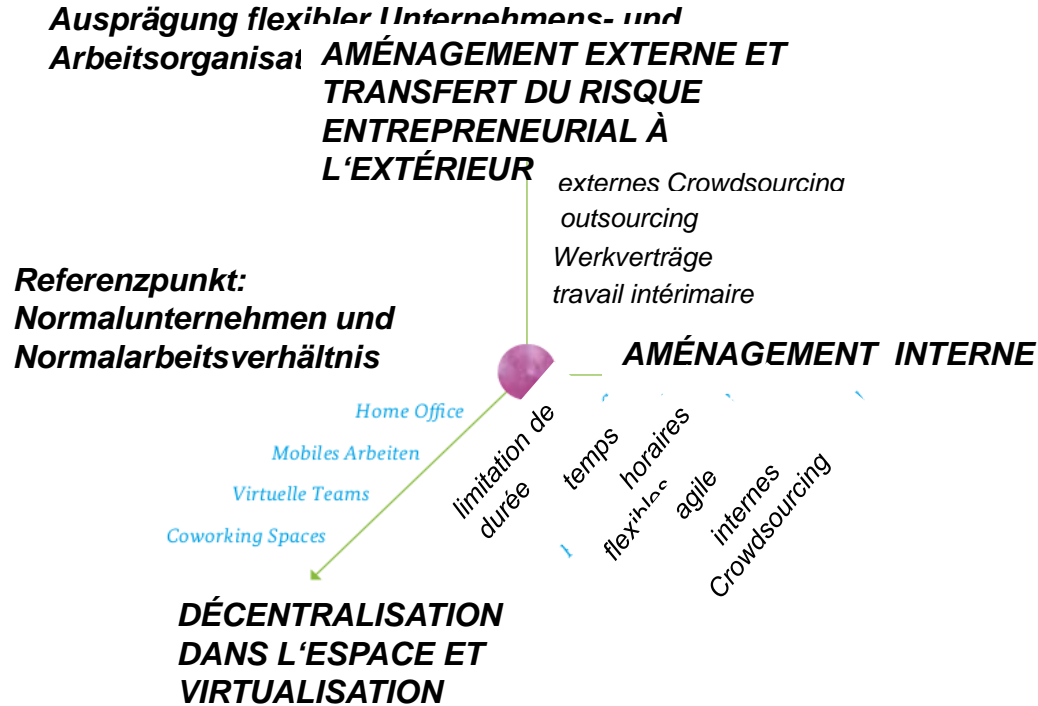 Ausprägung flexibler Unternehmens- und
Arbeitsorganisat
AMÉNAGEMENT EXTERNE ET
TRANSFERT DU RISQUE
ENTREPRENEURIAL À
L‘EXTÉRIEUR
externes Crowdsourcing
outsourcing
Werkverträge
travail intérimaire
Referenzpunkt:
Normalunternehmen und
Normalarbeitsverhältnis
AMÉNAGEMENT INTERNE
Home Office
Mobiles Arbeiten
Virtuelle Teams
Coworking Spaces
limitation de
durée
temps
horaires
flexibles
agile
internes
Crowdsourcing
DÉCENTRALISATION
DANS L‘ESPACE ET
VIRTUALISATION